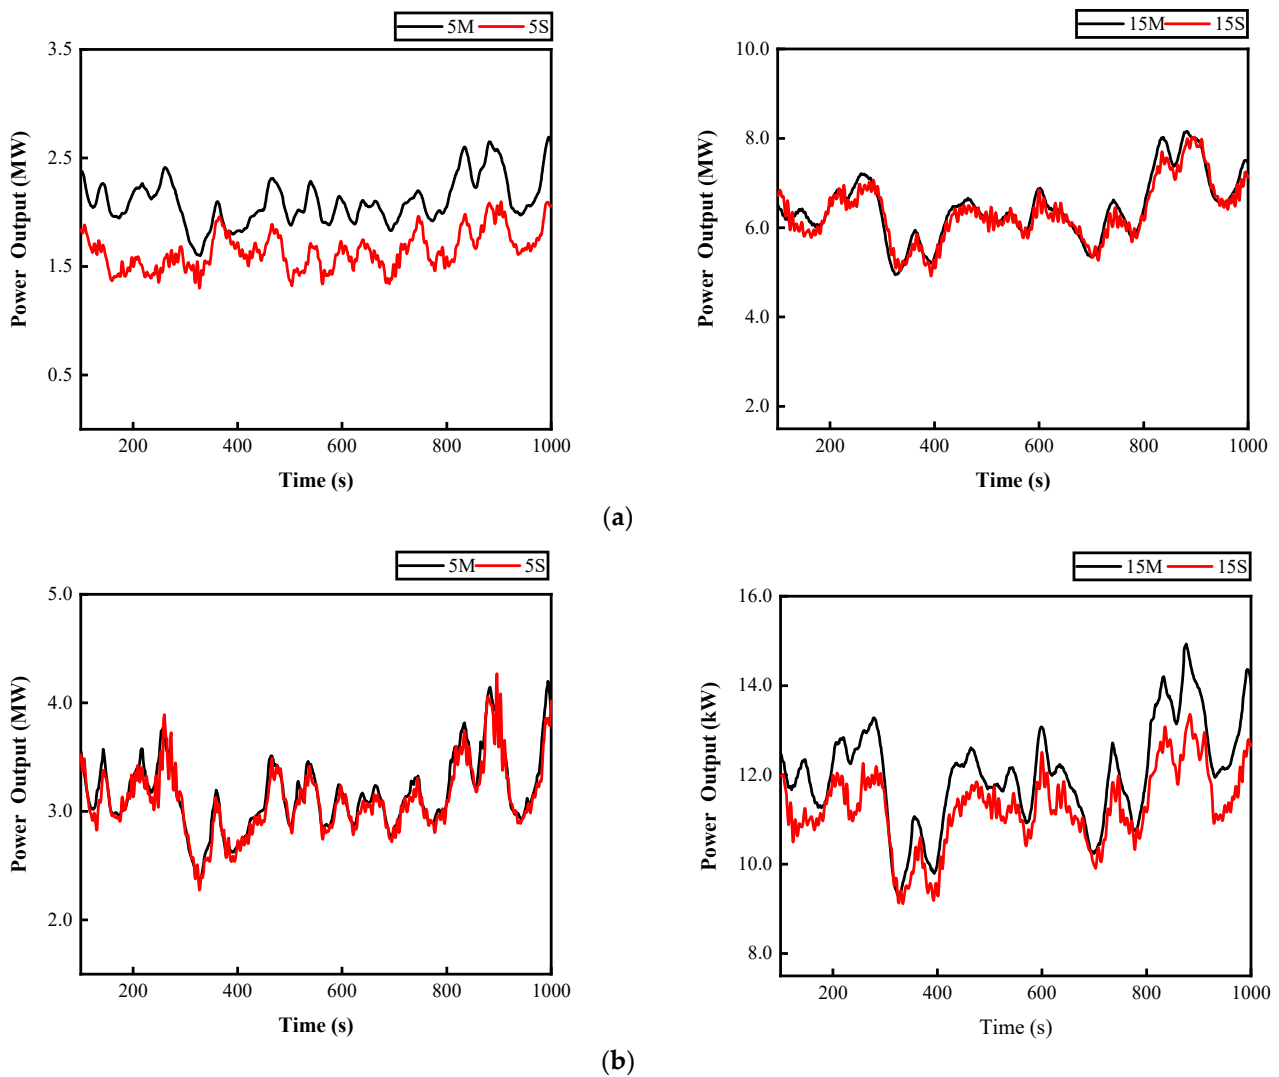 5M 5S
15M 15S
3.5
2.5
1.5
0.5
Power Output (MW)
200 400 600 800 1000
Time (s)
10.0
8.0
6.0
4.0
2.0
Power Output (MW)
200 400 600 800 1000
Time (s)
(a)
5M 5S
15M 15S
5.0
4.0
3.0
2.0
Power Output (MW)
200 400 600 800 1000
Time (s)
16.0
14.0
12.0
10.0
8.0
Power Output (kW)
200 400 600 800 1000
Time (s)
(b)